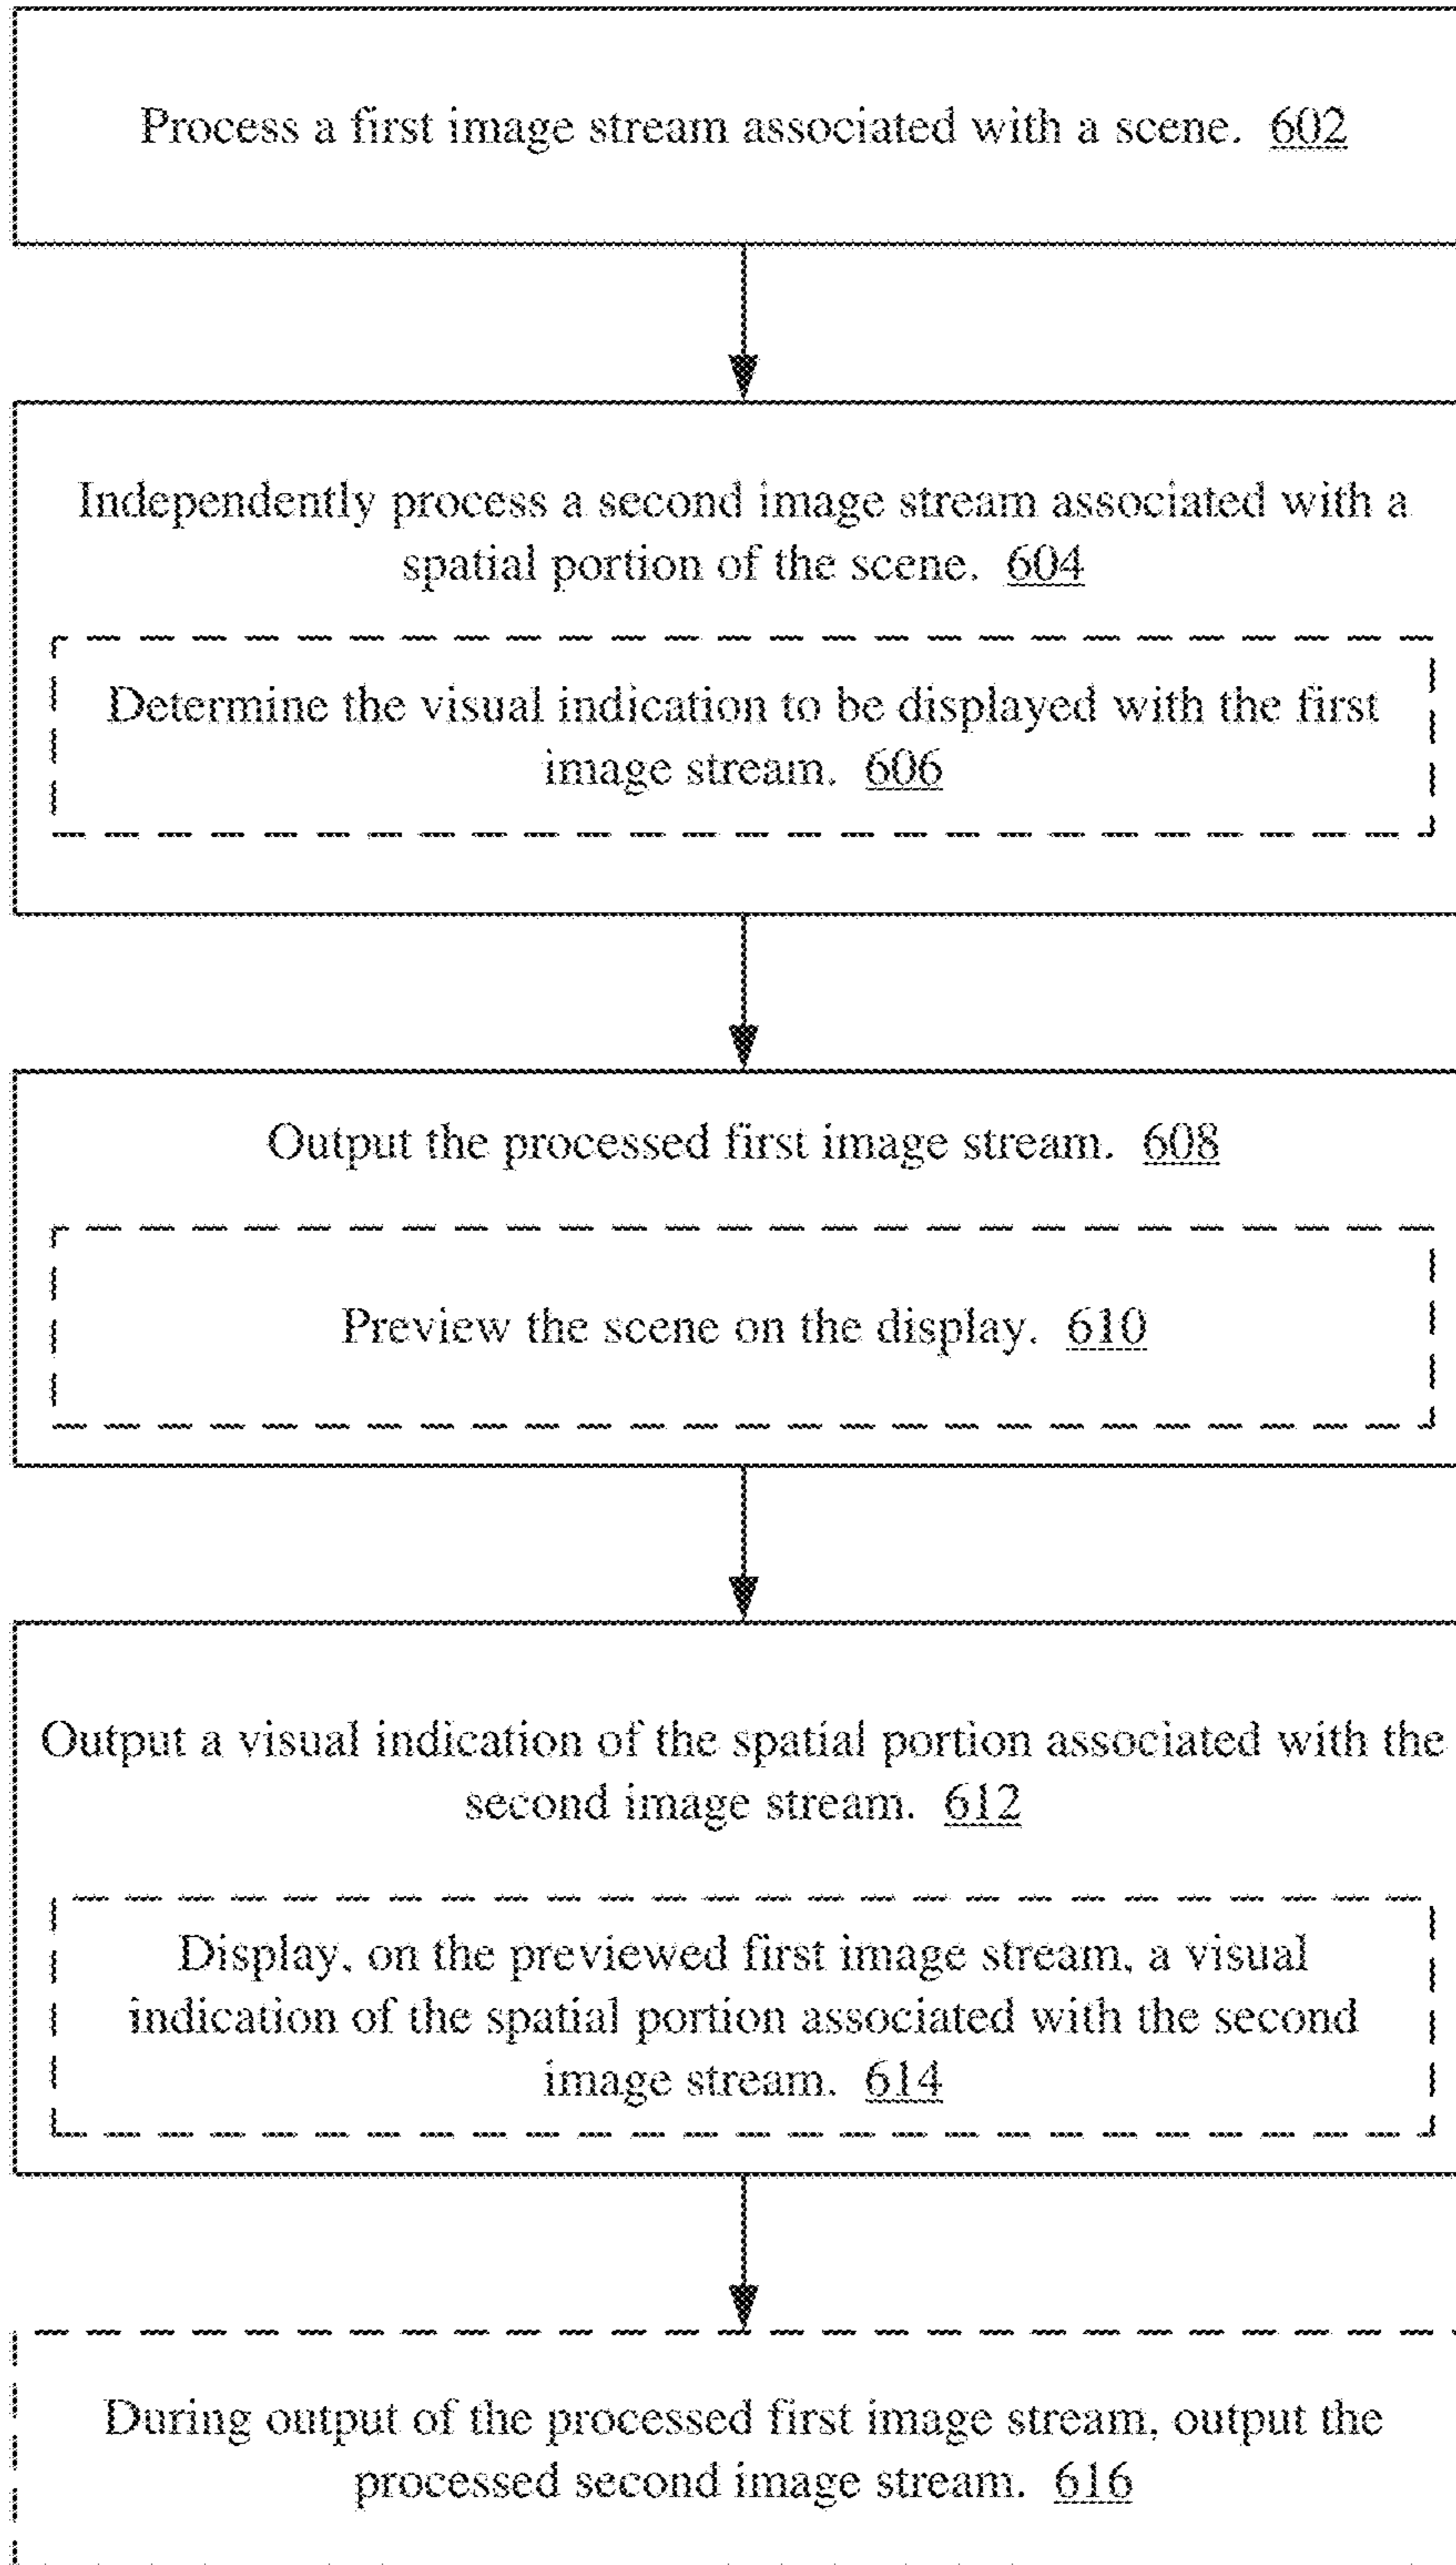 Process a first image stream associated with a scene. 602
Independently process a second image stream associated with a
spatial portion of the scene. 604
Determine the visual indication to be displayed with the first
image stream. 606
Output the processed first image stream. 608
Preview the scene on the display. 610
Output a visual indication of the spatial portion associated with the
second image stream. 612
Display, on the previewed first image stream, a visual
indication of the spatial portion associated with the second
image stream. 614
During output of the processed first image stream, output the
processed second image stream. 616